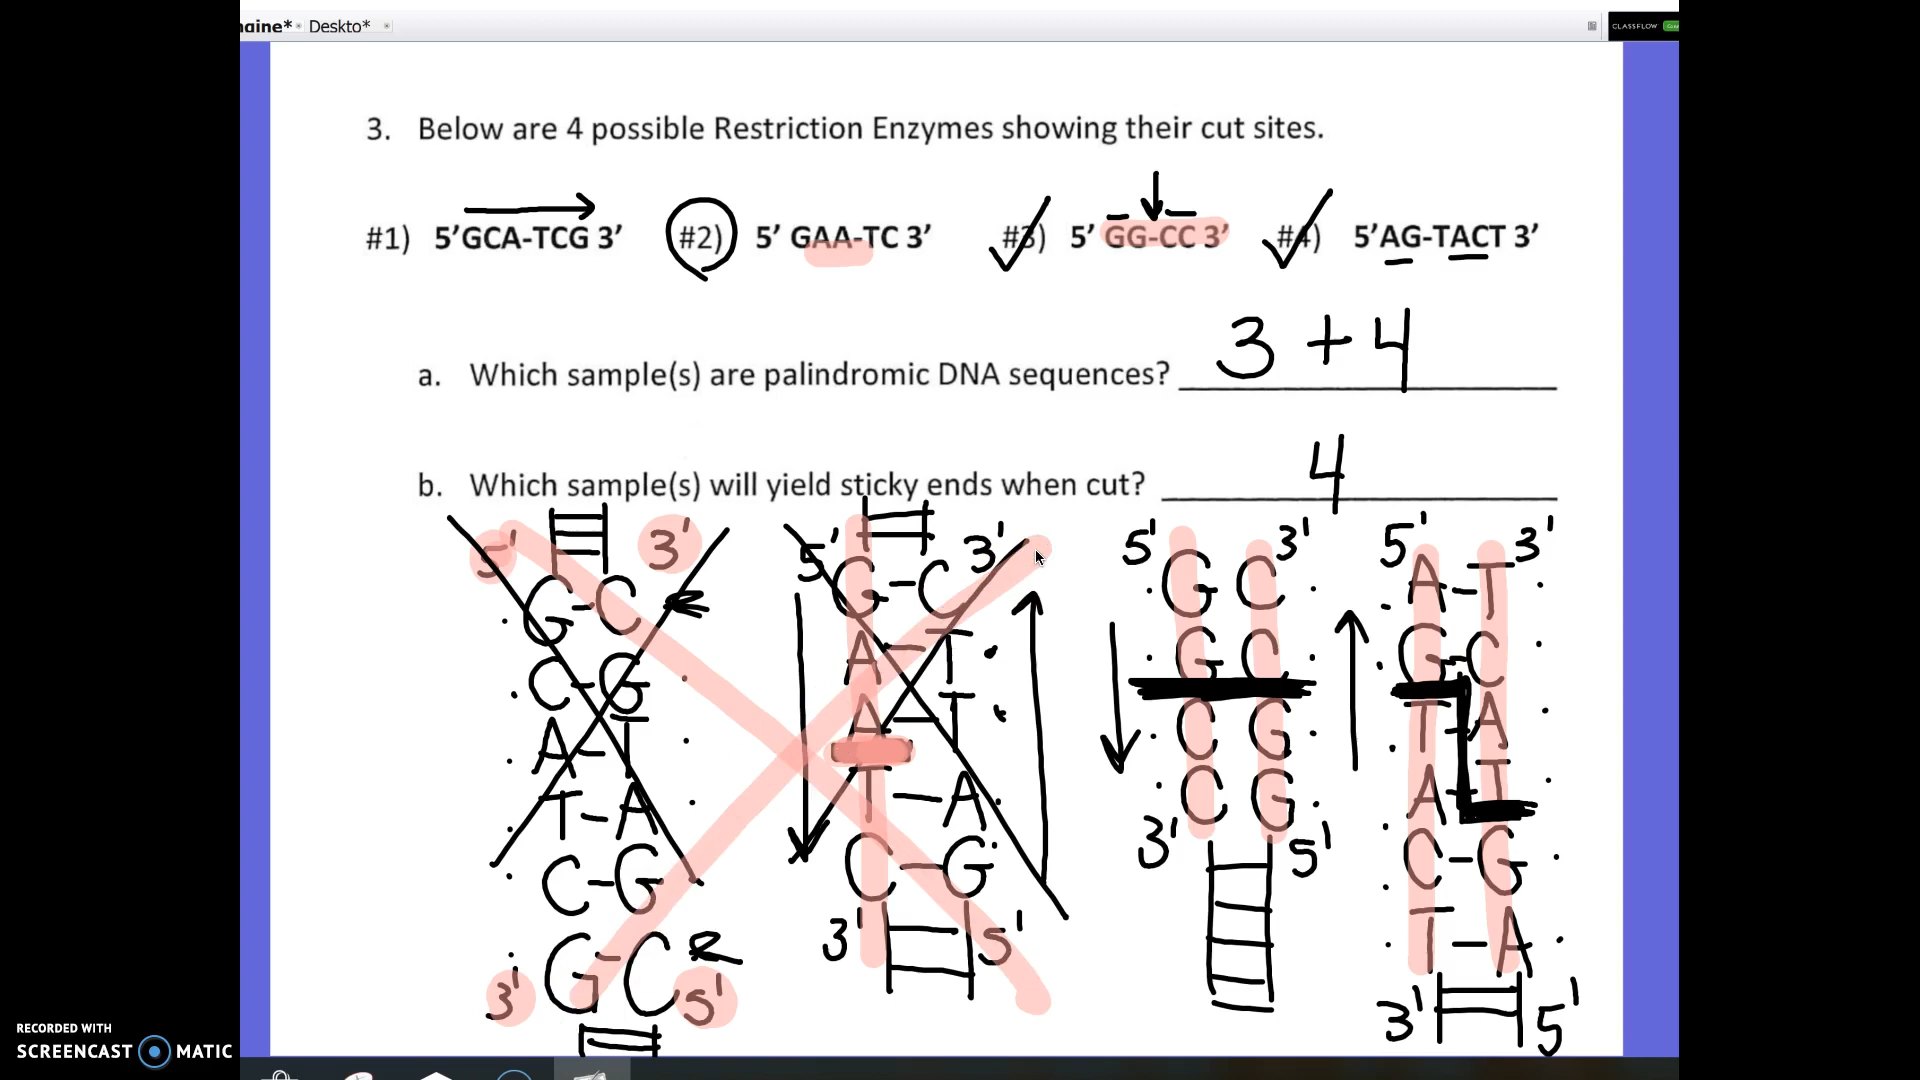 haine* Deskto* CLASSFLOW
3. Below are 4 possible Restriction Enzymes showing their cut sites.
#1) 5’GCA-TCG 3’ #2) 5’ GAA-TC 3’ #3) 5’ GG-CC 3’ #4) 5’AG-TACT 3’
3 + 4
a. Which sample(s) are palindromic DNA sequences?
4
b. Which sample(s) will yield sticky ends when cut?
5' 3' 5' 3' 5' 3' 5' 3'
G-C G-C G C A-T
C-G A-T G C G-C
A-T A-T C G T-A
T-A T-A C G A-T
C-G C-G 3' 5' C-G
G-C 3' 5' T-A
3' 5' 3' 5'
RECORDED WITH
SCREENCAST MATIC